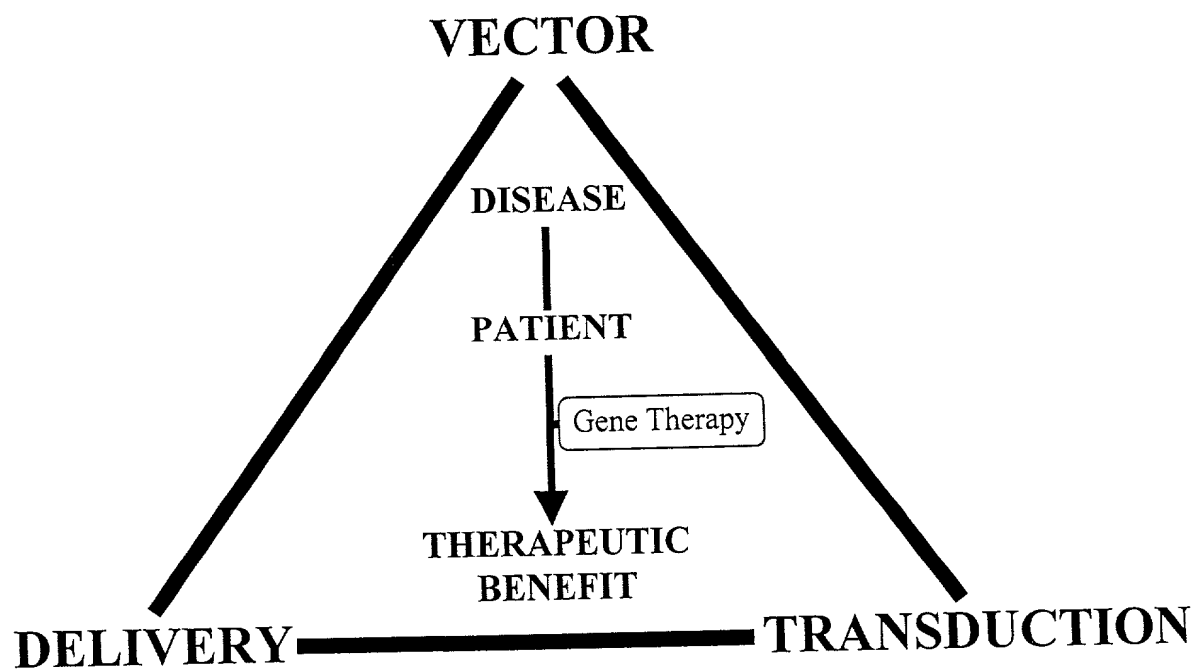 VECTOR
DISEASE
PATIENT
Gene Therapy
THERAPEUTIC
BENEFIT
DELIVERY
TRANSDUCTION